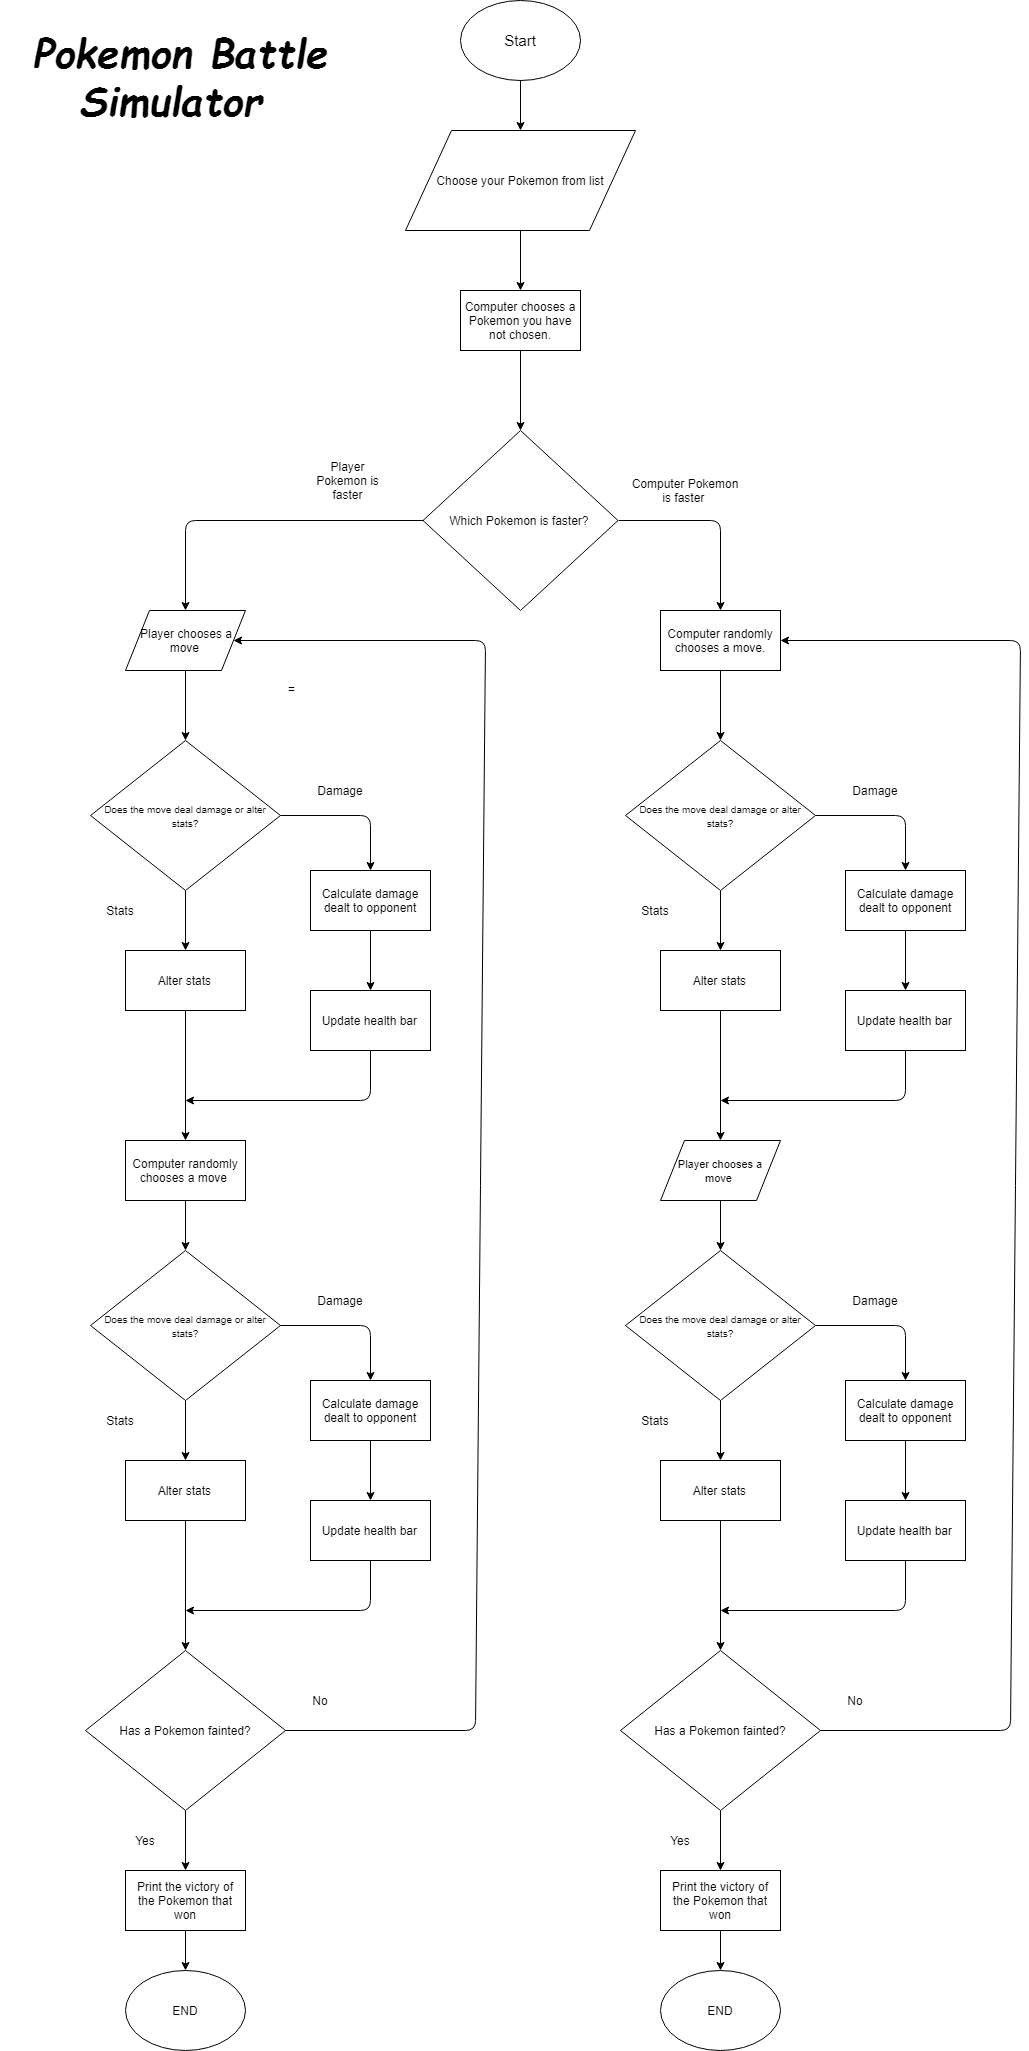 Pokemon Battle
Simulator
Start
Choose your Pokemon from list
Computer chooses a
Pokemon you have
not chosen.
Which Pokemon is faster?
Player
Pokemon is
faster
Computer Pokemon
is faster
Player chooses a
move
=
Does the move deal damage or alter
stats?
Damage
Calculate damage
dealt to opponent
Stats
Alter stats
Update health bar
Computer randomly
chooses a move
Does the move deal damage or alter
stats?
Damage
Calculate damage
dealt to opponent
Stats
Alter stats
Update health bar
Has a Pokemon fainted?
No
Yes
Print the victory of
the Pokemon that
won
END
Computer randomly
chooses a move.
Does the move deal damage or alter
stats?
Damage
Calculate damage
dealt to opponent
Stats
Alter stats
Update health bar
Player chooses a
move
Does the move deal damage or alter
stats?
Damage
Calculate damage
dealt to opponent
Stats
Alter stats
Update health bar
Has a Pokemon fainted?
No
Yes
Print the victory of
the Pokemon that
won
END